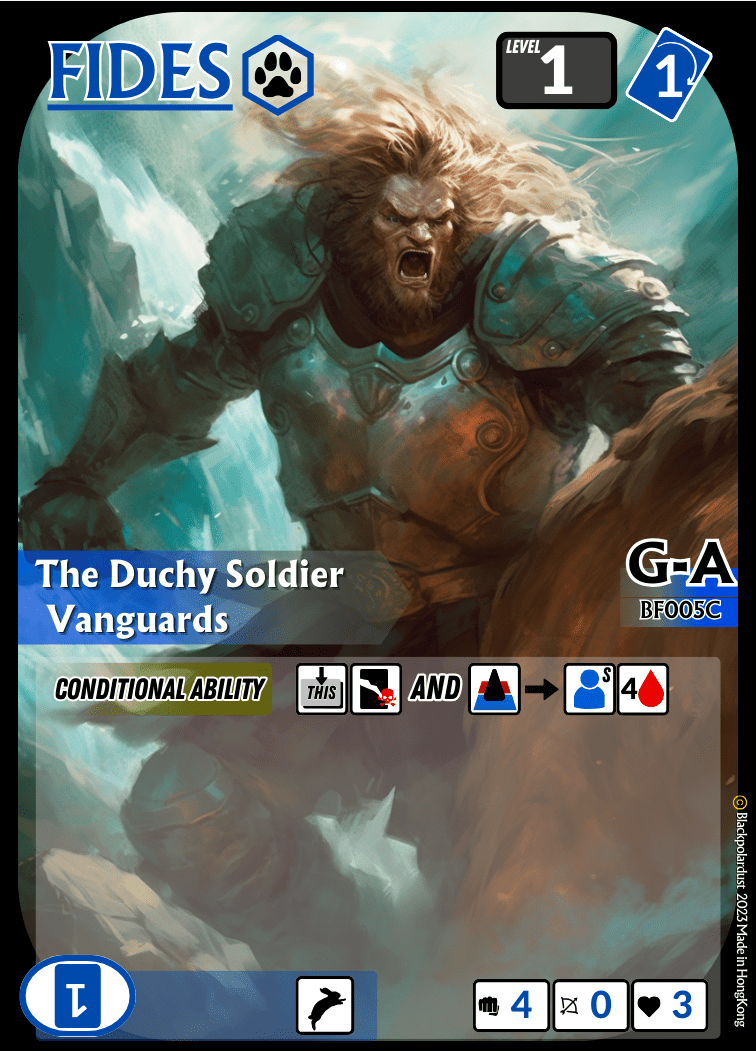 FIDES
LEVEL 1
1
The Duchy Soldier
Vanguards
G-A
BF005C
CONDITIONAL ABILITY THIS AND S 4
© Blackpolardust 2023 Made in HongKong
1
4 0 3